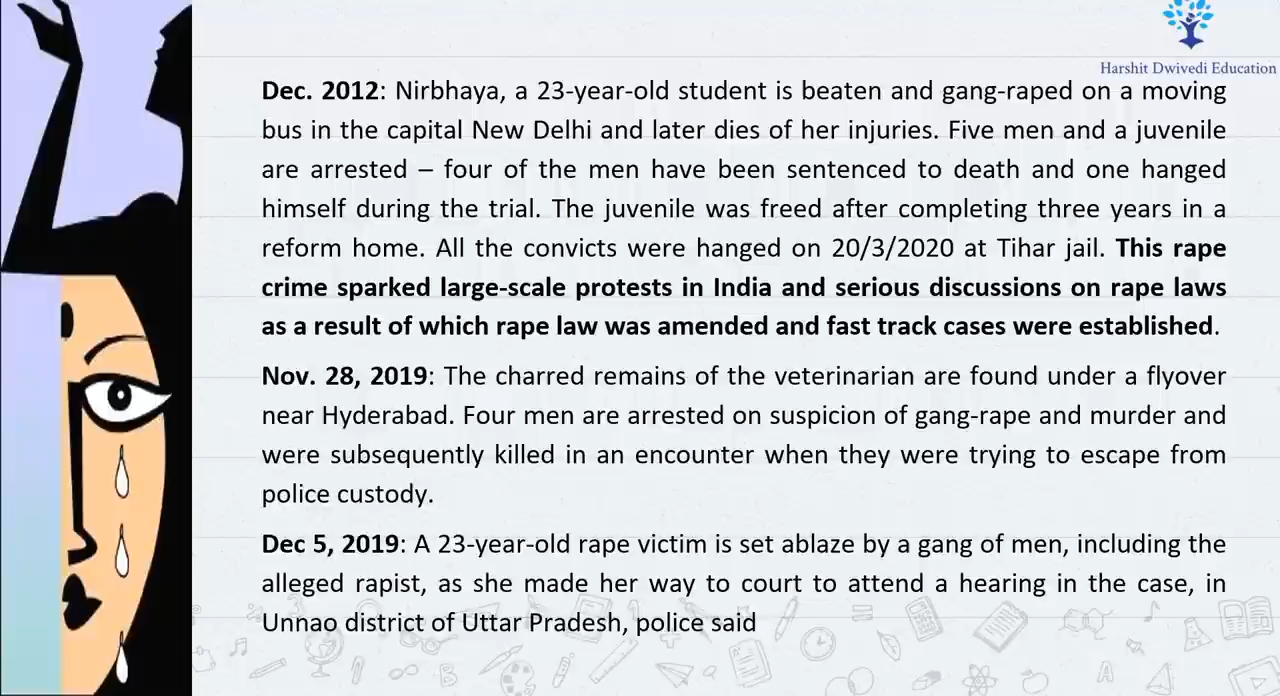 Harshit Dwivedi Education
Dec. 2012: Nirbhaya, a 23-year-old student is beaten and gang-raped on a moving
bus in the capital New Delhi and later dies of her injuries. Five men and a juvenile
are arrested – four of the men have been sentenced to death and one hanged
himself during the trial. The juvenile was freed after completing three years in a
reform home. All the convicts were hanged on 20/3/2020 at Tihar jail. This rape
crime sparked large-scale protests in India and serious discussions on rape laws
as a result of which rape law was amended and fast track cases were established.
Nov. 28, 2019: The charred remains of the veterinarian are found under a flyover
near Hyderabad. Four men are arrested on suspicion of gang-rape and murder and
were subsequently killed in an encounter when they were trying to escape from
police custody.
Dec 5, 2019: A 23-year-old rape victim is set ablaze by a gang of men, including the
alleged rapist, as she made her way to court to attend a hearing in the case, in
Unnao district of Uttar Pradesh, police said